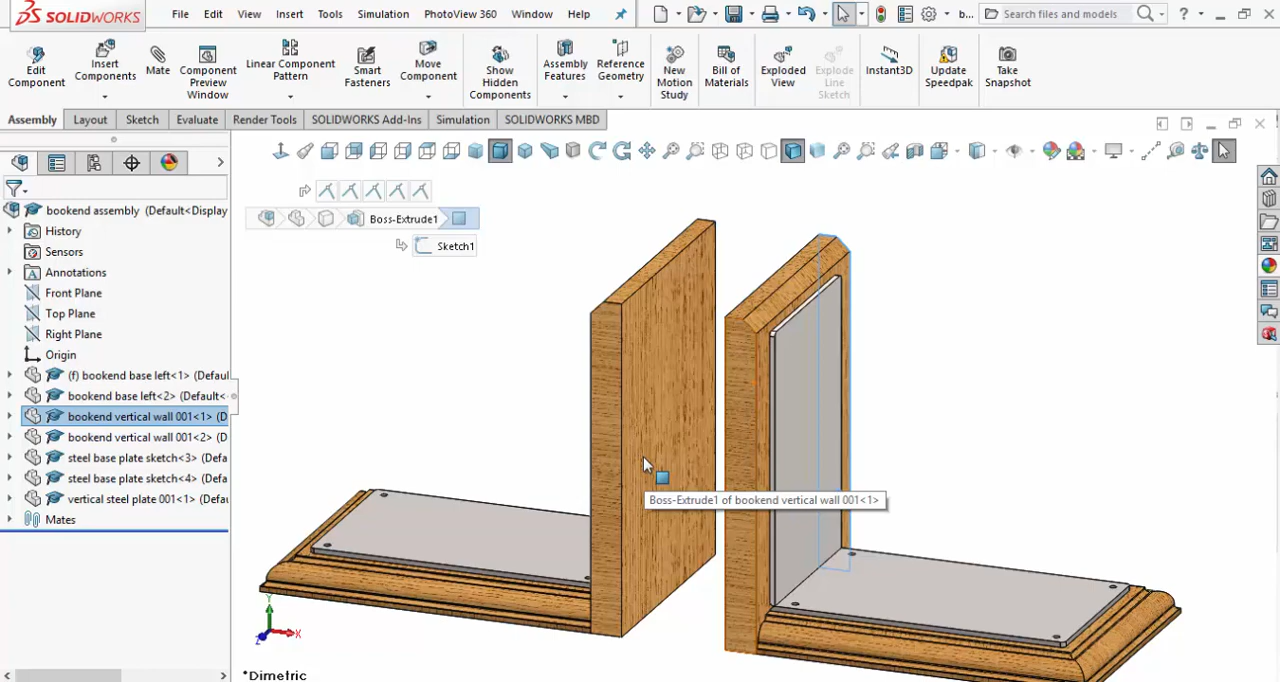 SOLIDWORKS File Edit View Insert Tools Simulation PhotoView 360 Window Help b... Search files and models ?
Edit Component
Insert Components
Mate
Component Preview Window
Linear Component Pattern
Smart Fasteners
Move Component
Show Hidden Components
Assembly Features
Reference Geometry
New Motion Study
Bill of Materials
Exploded View
Explode Line Sketch
Instant3D
Update Speedpak
Take Snapshot
Assembly Layout Sketch Evaluate Render Tools SOLIDWORKS Add-Ins Simulation SOLIDWORKS MBD
bookend assembly (Default<Display
History
Sensors
Annotations
Front Plane
Top Plane
Right Plane
Origin
(f) bookend base left<1> (Defau
bookend base left<2> (Default<
bookend vertical wall 001<1> (D
bookend vertical wall 001<2> (D
steel base plate sketch<3> (Defa
steel base plate sketch<4> (Defa
vertical steel plate 001<1> (Defau
Mates
Boss-Extrude1
Sketch1
Boss-Extrude1 of bookend vertical wall 001<1>
Y
X
Z
*Dimetric